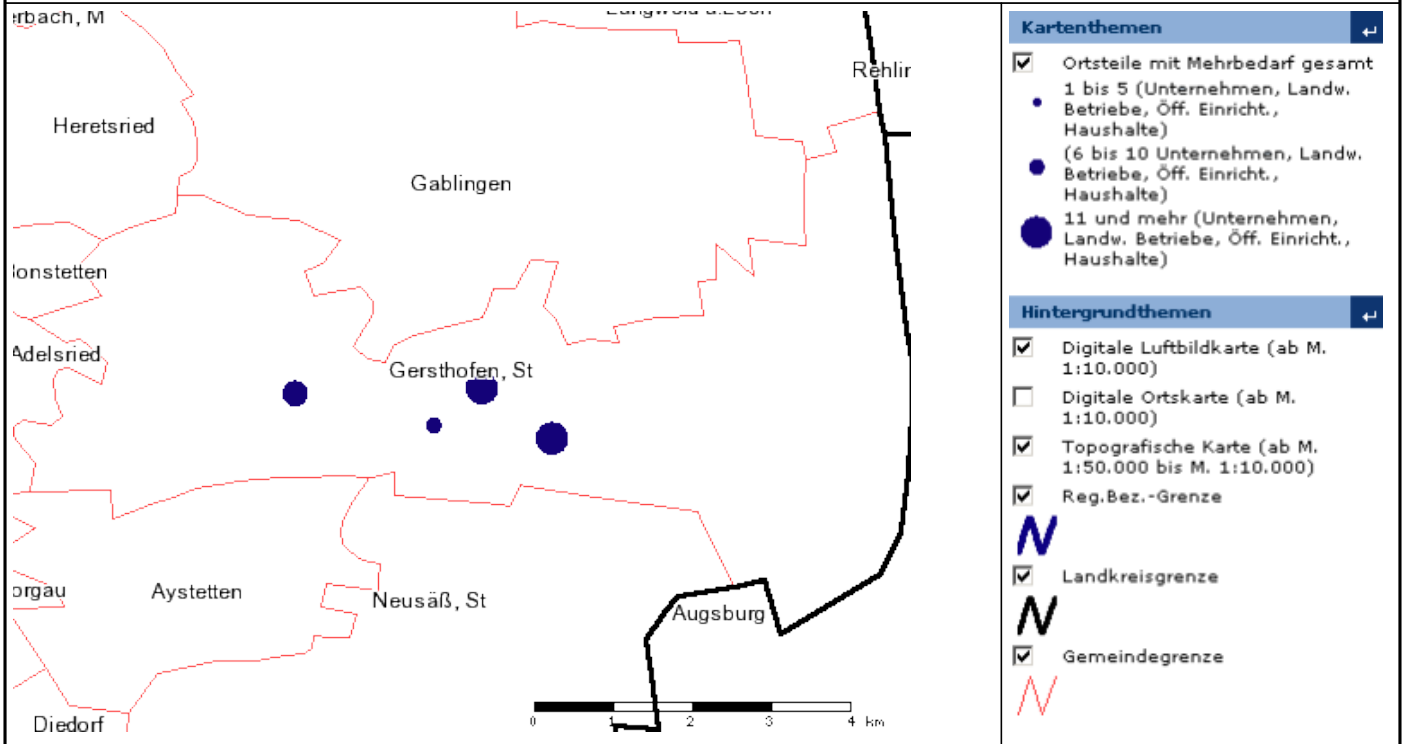 erbach, M
Rehlin
Heretsried
Gablingen
Bonstetten
Adelsried
Gersthofen, St
orgau
Aystetten
Neusäß, St
Augsburg
Diedorf
0 1 2 3 4 km
Kartenthemen
Ortsteile mit Mehrbedarf gesamt
1 bis 5 (Unternehmen, Landw.
Betriebe, Öff. Einricht.,
Haushalte)
(6 bis 10 Unternehmen, Landw.
Betriebe, Öff. Einricht.,
Haushalte)
11 und mehr (Unternehmen,
Landw. Betriebe, Öff. Einricht.,
Haushalte)
Hintergrundthemen
Digitale Luftbildkarte (ab M.
1:10.000)
Digitale Ortskarte (ab M.
1:10.000)
Topografische Karte (ab M.
1:50.000 bis M. 1:10.000)
Reg.Bez.-Grenze
Landkreisgrenze
Gemeindegrenze